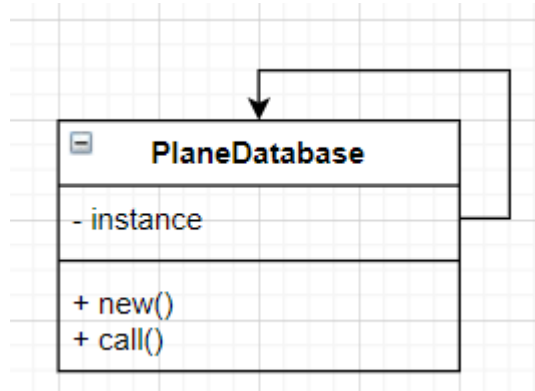 PlaneDatabase
- instance
+ new()
+ call()